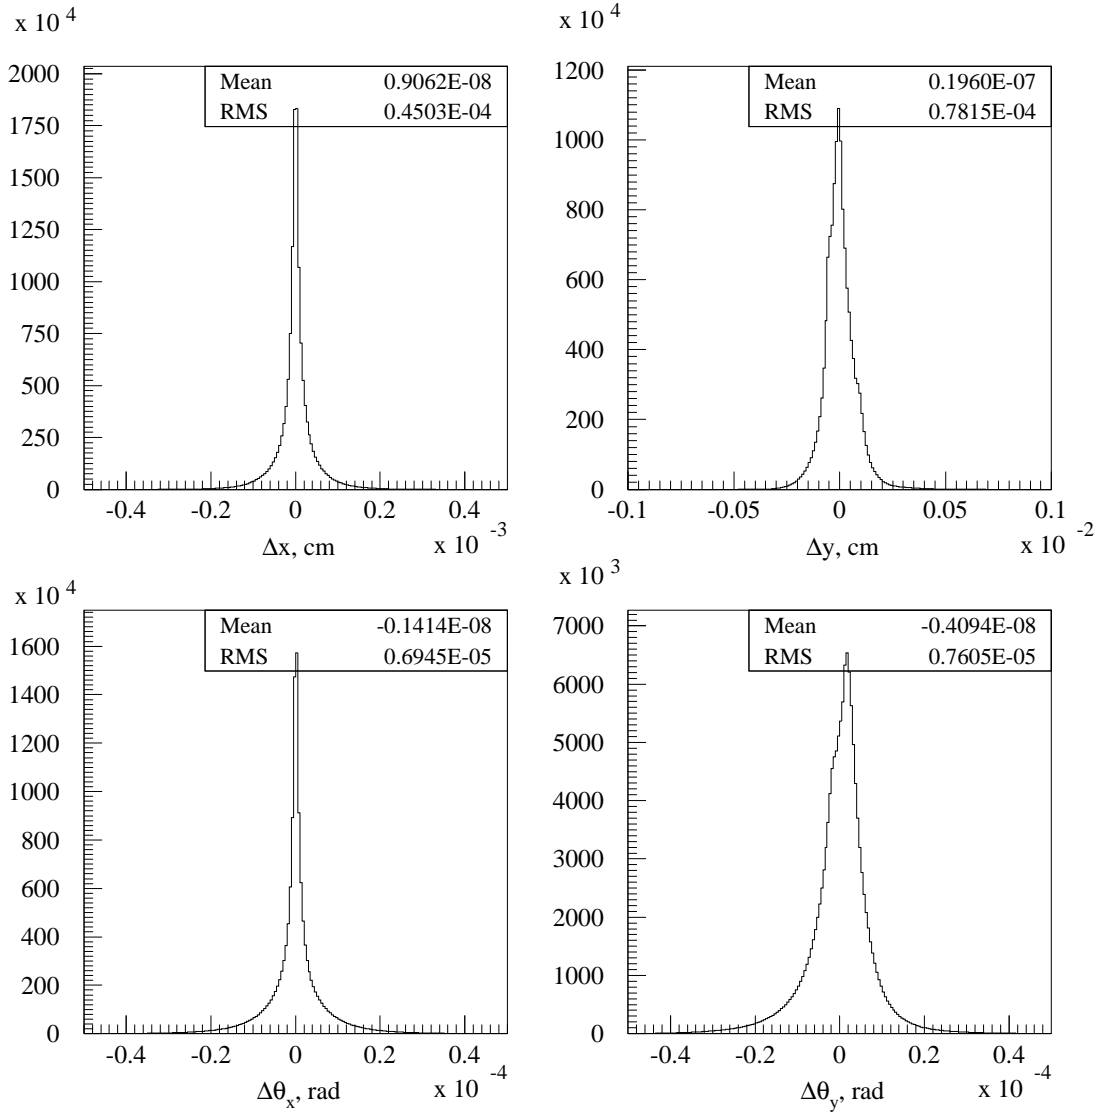 x 10 4
2000
1750
1500
1250
1000
750
500
250
0
Mean 0.9062E-08
RMS 0.4503E-04
-0.4 -0.2 0 0.2 0.4
x 10 -3
Δx, cm
x 10 4
1200
1000
800
600
400
200
0
Mean 0.1960E-07
RMS 0.7815E-04
-0.1 -0.05 0 0.05 0.1
x 10 -2
Δy, cm
x 10 4
1600
1400
1200
1000
800
600
400
200
0
Mean -0.1414E-08
RMS 0.6945E-05
-0.4 -0.2 0 0.2 0.4
x 10 -4
Δθx, rad
x 10 3
7000
6000
5000
4000
3000
2000
1000
0
Mean -0.4094E-08
RMS 0.7605E-05
-0.4 -0.2 0 0.2 0.4
x 10 -4
Δθy, rad